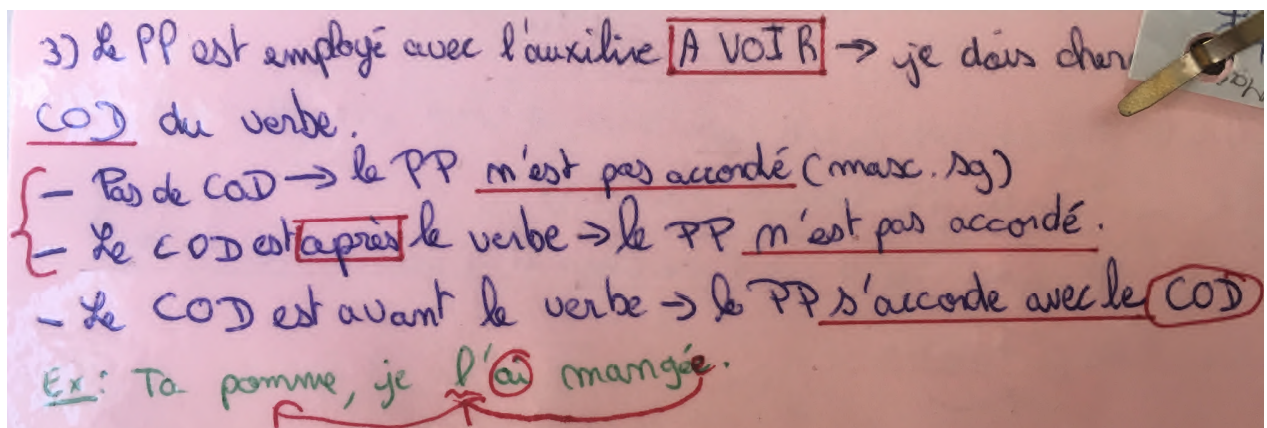 3) Le PP est employé avec l'auxilire AVOIR → je dois cher
COD du verbe.
- Pas de COD → le PP n'est pas accordé (masc. sg)
- Le COD est après le verbe → le PP n'est pas accordé.
- Le COD est avant le verbe → le PP s'accorde avec le COD
Ex: Ta pomme, je l'ai mangée.